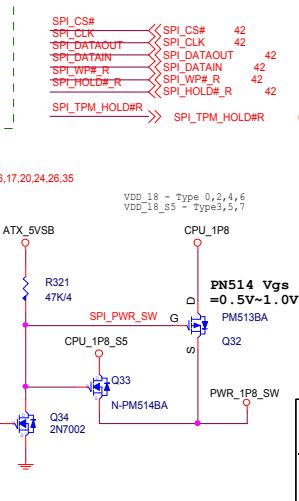 SPI_CS# SPI_CS# 42
SPI_CLK SPI_CLK 42
SPI_DATAOUT SPI_DATAOUT 42
SPI_DATAIN SPI_DATAIN 42
SPI_WP#_R SPI_WP#_R 42
SPI_HOLD#_R SPI_HOLD#_R 42
SPI_TPM_HOLD#R SPI_TPM_HOLD#R
,17,20,24,26,35
VDD_18 - Type 0,2,4,6
VDD_18_S5 - Type3,5,7
ATX_5VSB CPU_1P8
R321
47K/4
PN514 Vgs
=0.5V~1.0V
D
SPI_PWR_SW G PM513BA
Q32
S
CPU_1P8_S5
Q33
N-PM514BA
PWR_1P8_SW
Q34
2N7002